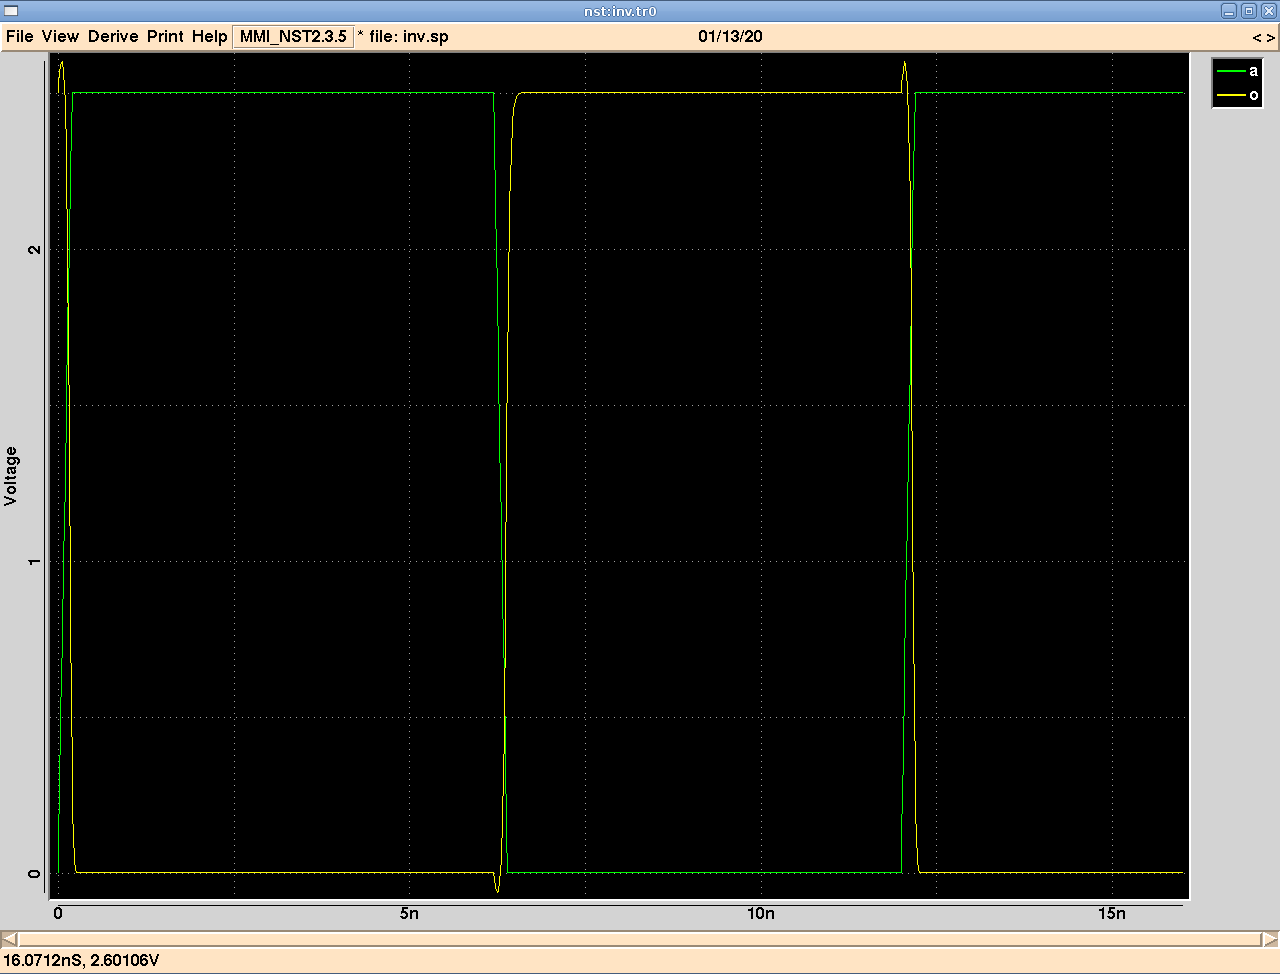 nst:inv.tr0
File View Derive Print Help MMI_NST2.3.5 * file: inv.sp 01/13/20 < >
a
o
2
Voltage
1
0
0 5n 10n 15n
16.0712nS, 2.60106V